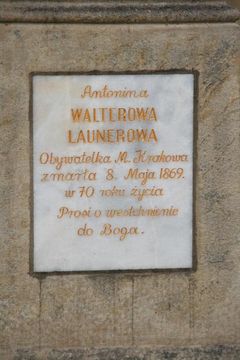 Antonina
WALTEROWA
LAUNEROWA
Obywatelka M. Krakowa
zmarła 8. Maja 1869.
w 70 roku życia
Prosi o westchnienie
do Boga.